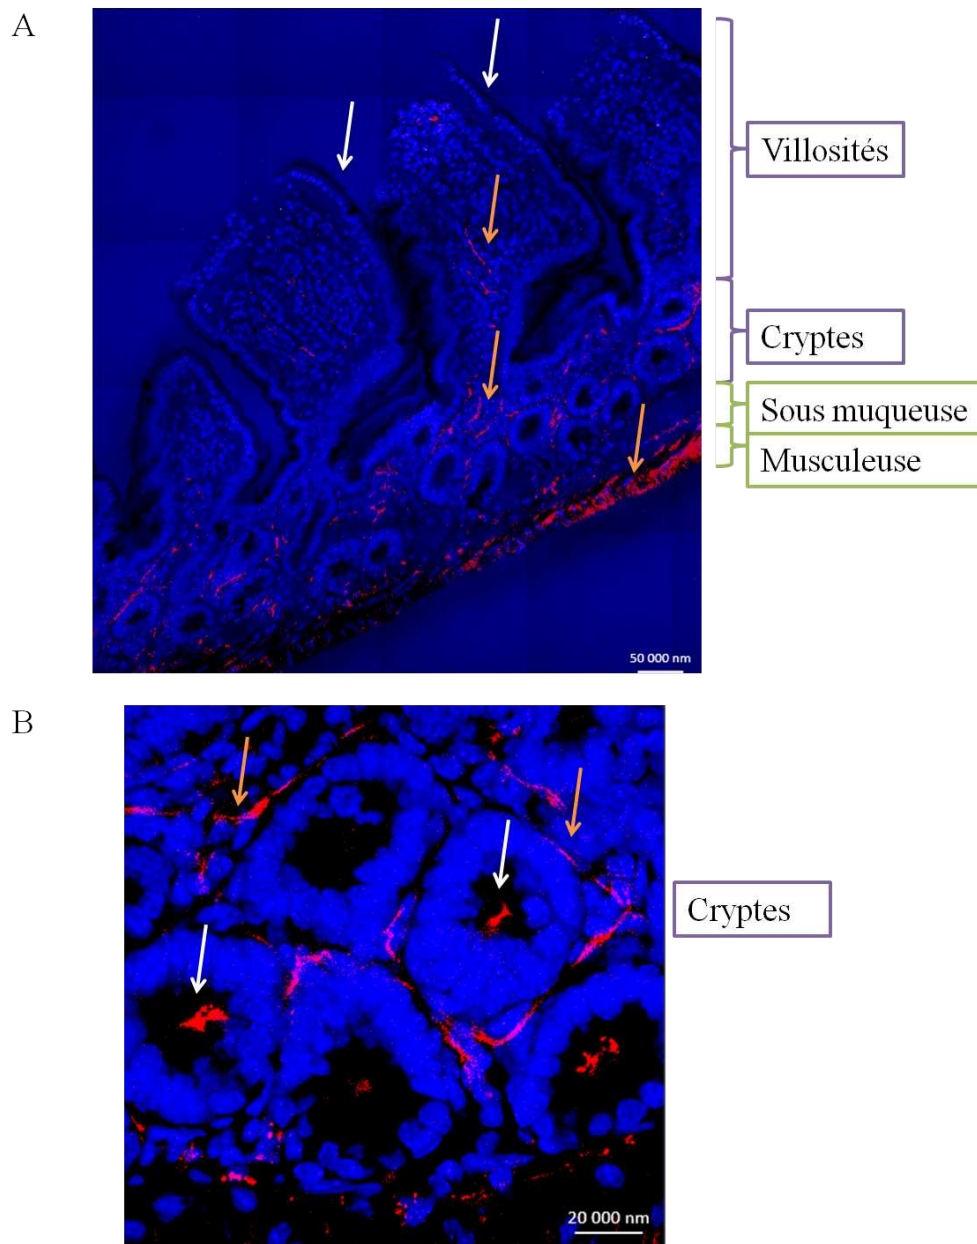 A
Villosités
Cryptes
Sous muqueuse
Musculeuse
50 000 nm
B
Cryptes
20 000 nm